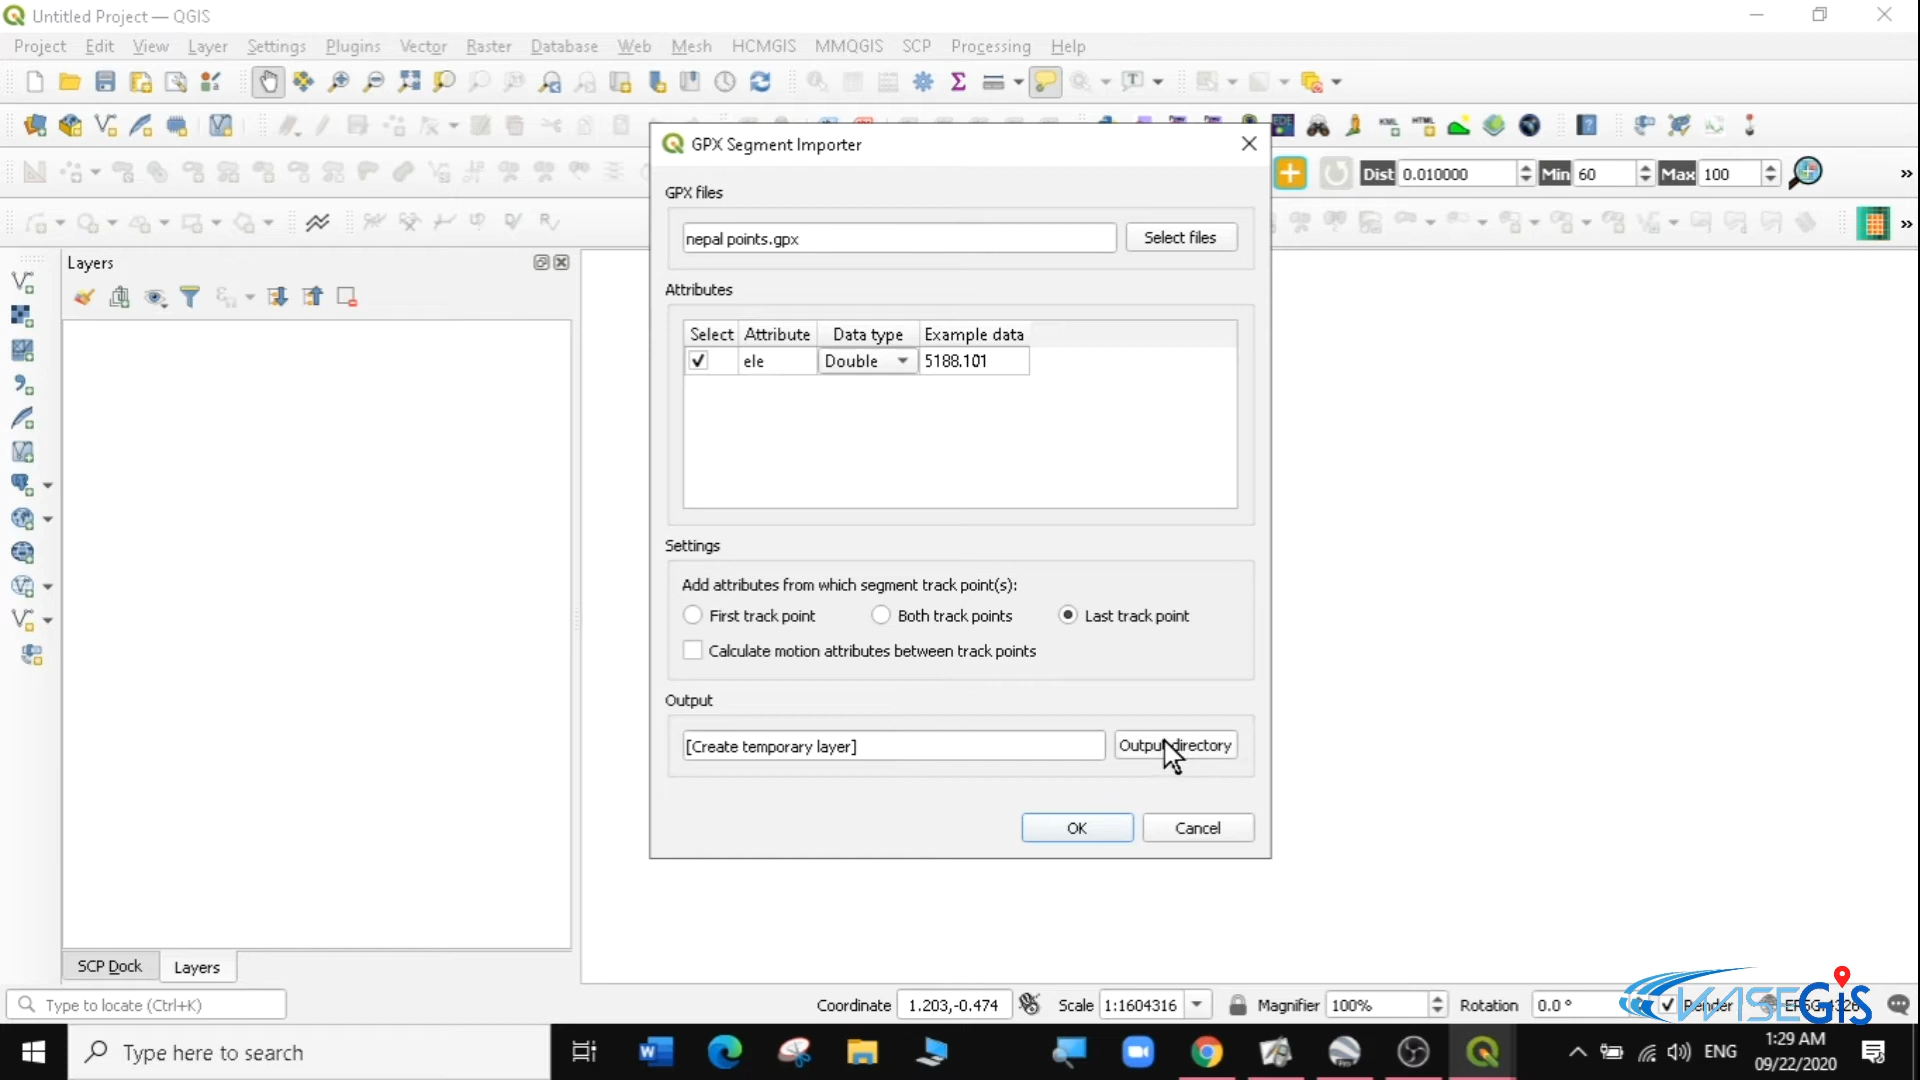 Untitled Project — QGIS
Project Edit View Layer Settings Plugins Vector Raster Database Web Mesh HCMGIS MMQGIS SCP Processing Help
GPX Segment Importer
Dist 0.010000 Min 60 Max 100
GPX files
nepal points.gpx Select files
Layers
Attributes
Select Attribute Data type Example data
ele Double 5188.101
Settings
Add attributes from which segment track point(s):
First track point Both track points Last track point
Calculate motion attributes between track points
Output
[Create temporary layer] Output directory
OK Cancel
SCP Dock Layers
Type to locate (Ctrl+K) Coordinate 1.203,-0.474 Scale 1:1604316 Magnifier 100% Rotation 0.0 ° Render EPSG:4326
WISEGIS
Type here to search ENG 1:29 AM
09/22/2020